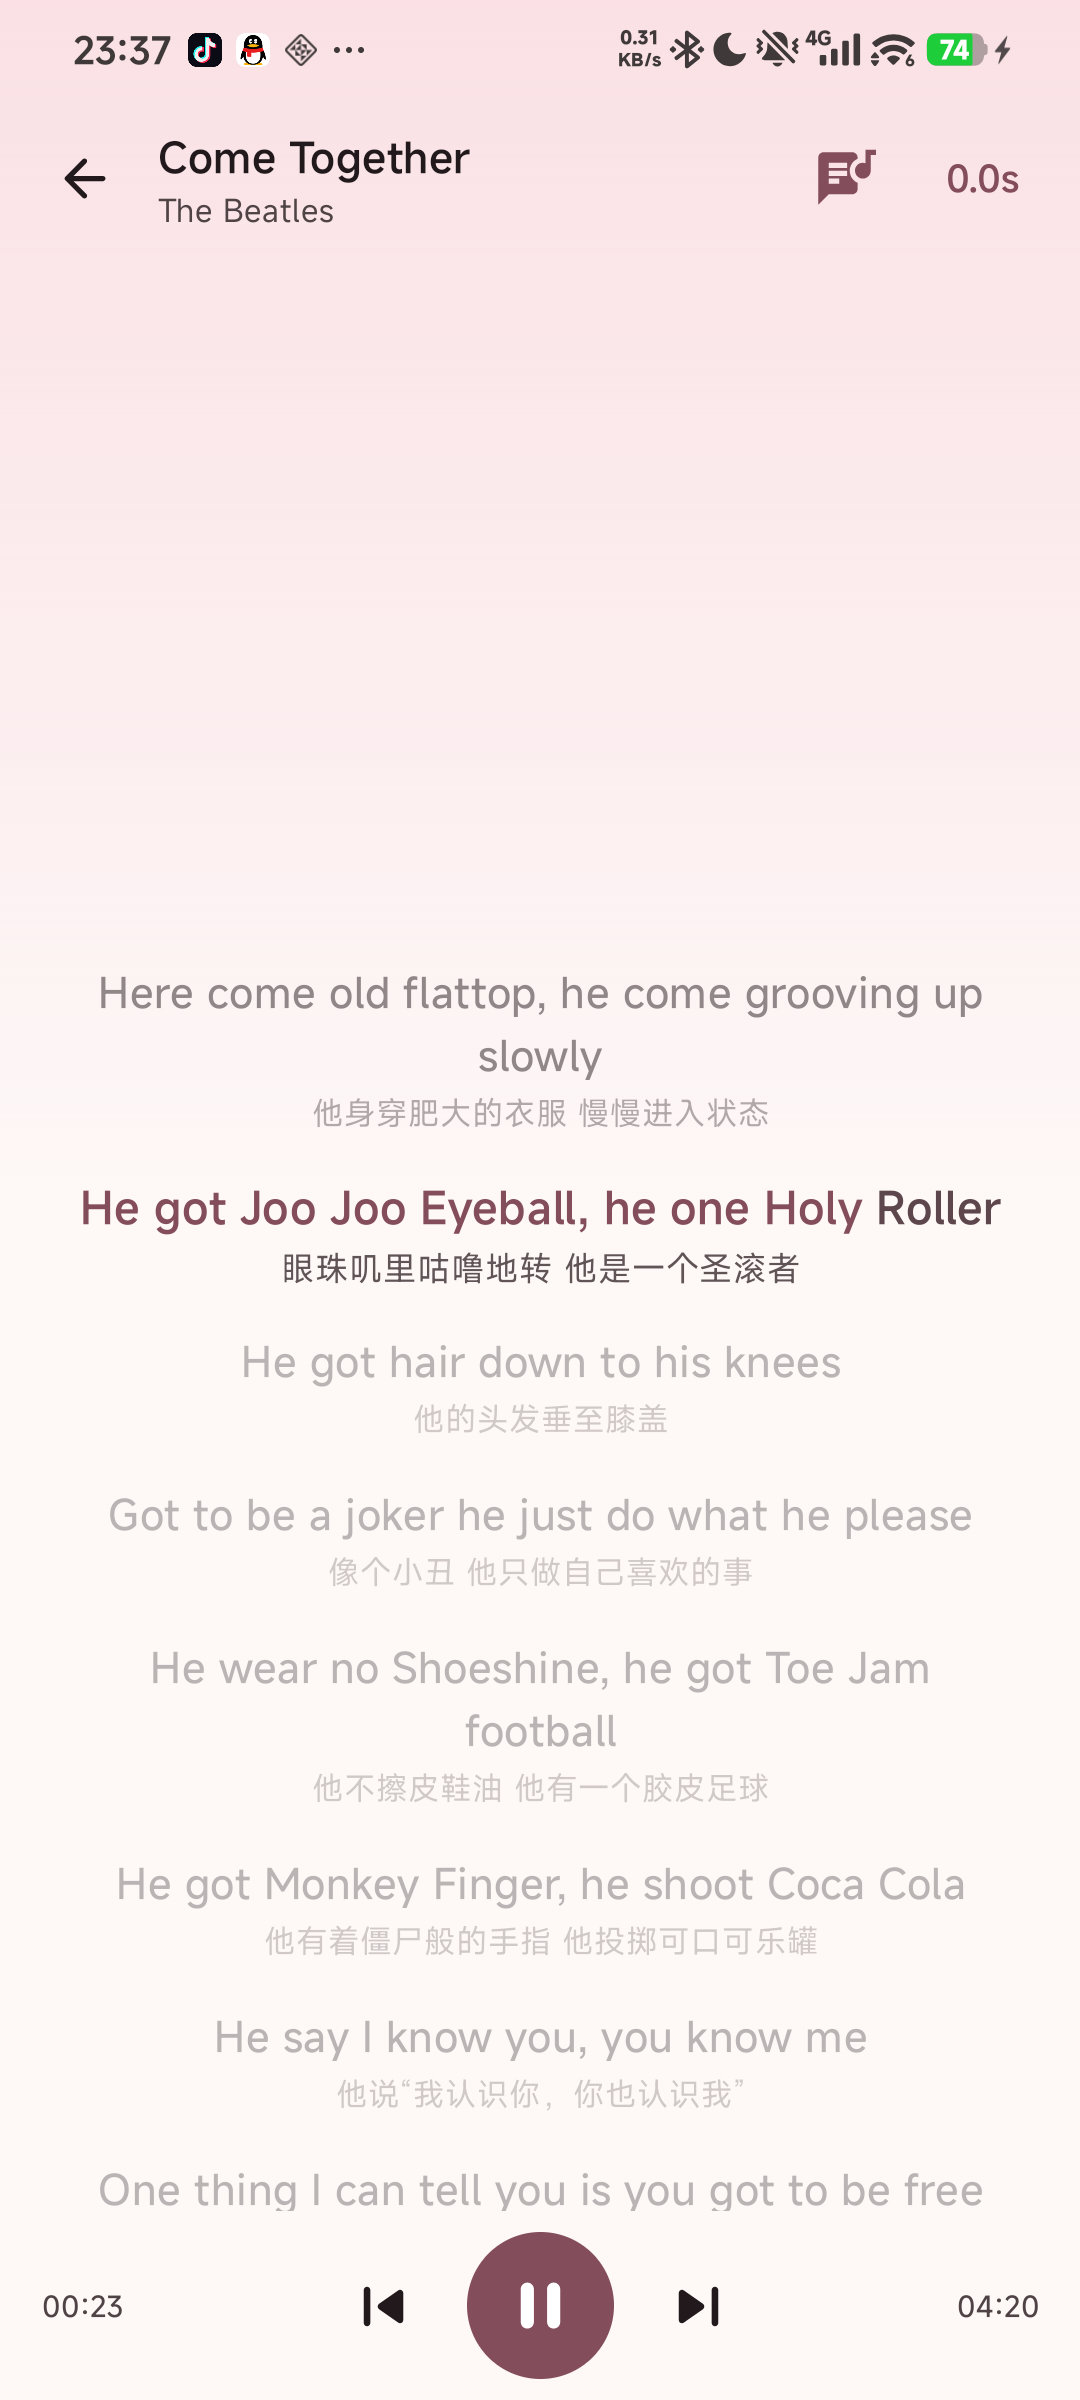 23:37
0.31
KB/s
4G
6
74
Come Together
The Beatles
0.0s
Here come old flattop, he come grooving up
slowly
他身穿肥大的衣服 慢慢进入状态
He got Joo Joo Eyeball, he one Holy Roller
眼珠叽里咕噜地转 他是一个圣滚者
He got hair down to his knees
他的头发垂至膝盖
Got to be a joker he just do what he please
像个小丑 他只做自己喜欢的事
He wear no Shoeshine, he got Toe Jam
football
他不擦皮鞋油 他有一个胶皮足球
He got Monkey Finger, he shoot Coca Cola
他有着僵尸般的手指 他投掷可口可乐罐
He say I know you, you know me
他说“我认识你，你也认识我”
One thing I can tell you is you got to be free
00:23
04:20